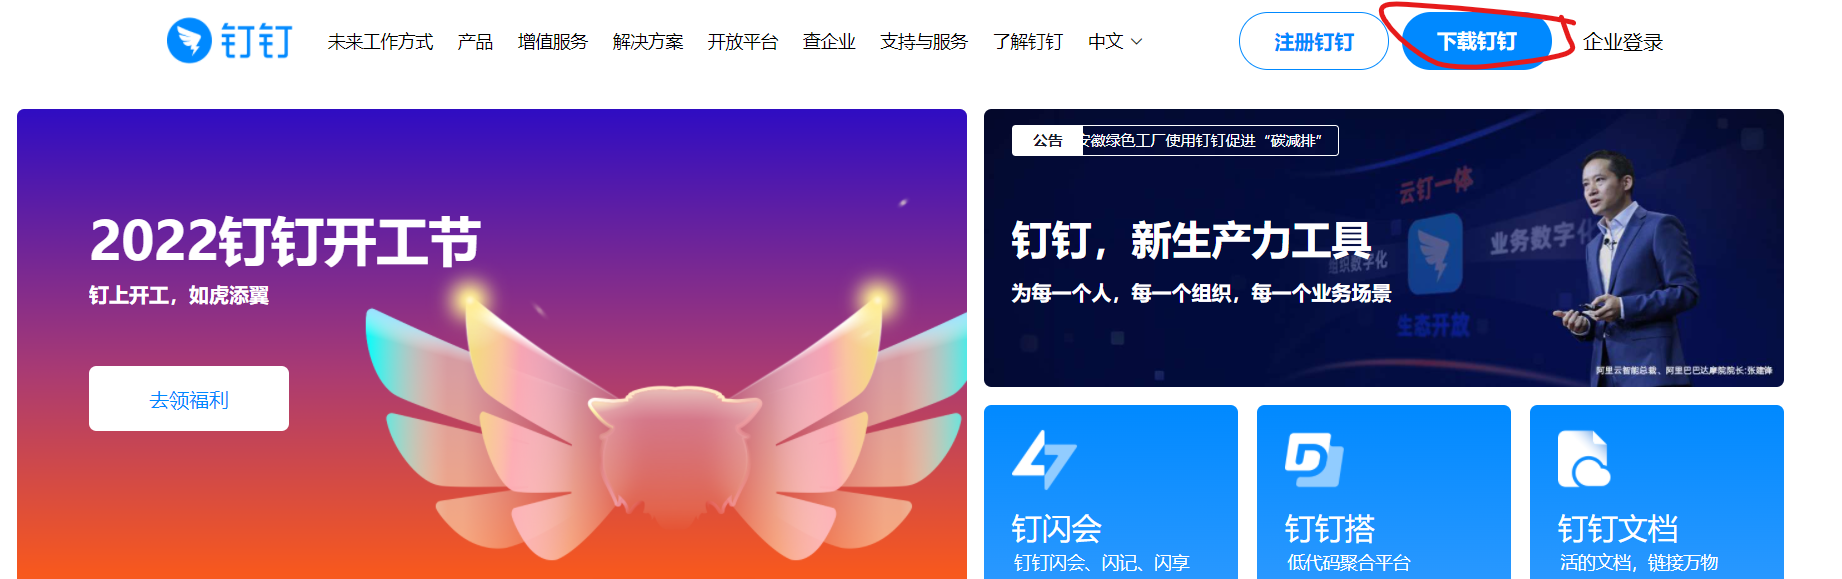 钉钉
未来工作方式 产品 增值服务 解决方案 开放平台 查企业 支持与服务 了解钉钉 中文
注册钉钉 下载钉钉 企业登录
2022钉钉开工节
钉上开工，如虎添翼
去领福利
公告 安徽绿色工厂使用钉钉促进“碳减排”
钉钉，新生产力工具
为每一个人，每一个组织，每一个业务场景
云钉一体
业务数字化
组织数字化
生态开放
阿里云智能总裁、阿里巴巴达摩院院长:张建锋
钉闪会
钉钉闪会、闪记、闪享
钉钉搭
低代码聚合平台
钉钉文档
活的文档，链接万物